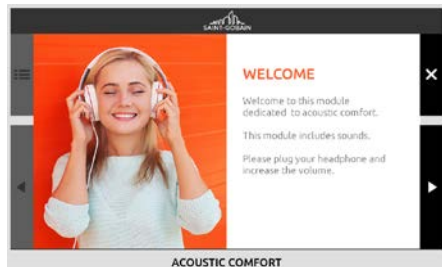 SAINT-GOBAIN
WELCOME
Welcome to this module
dedicated to acoustic comfort.
This module includes sounds.
Please plug your headphone and
increase the volume.
ACOUSTIC COMFORT